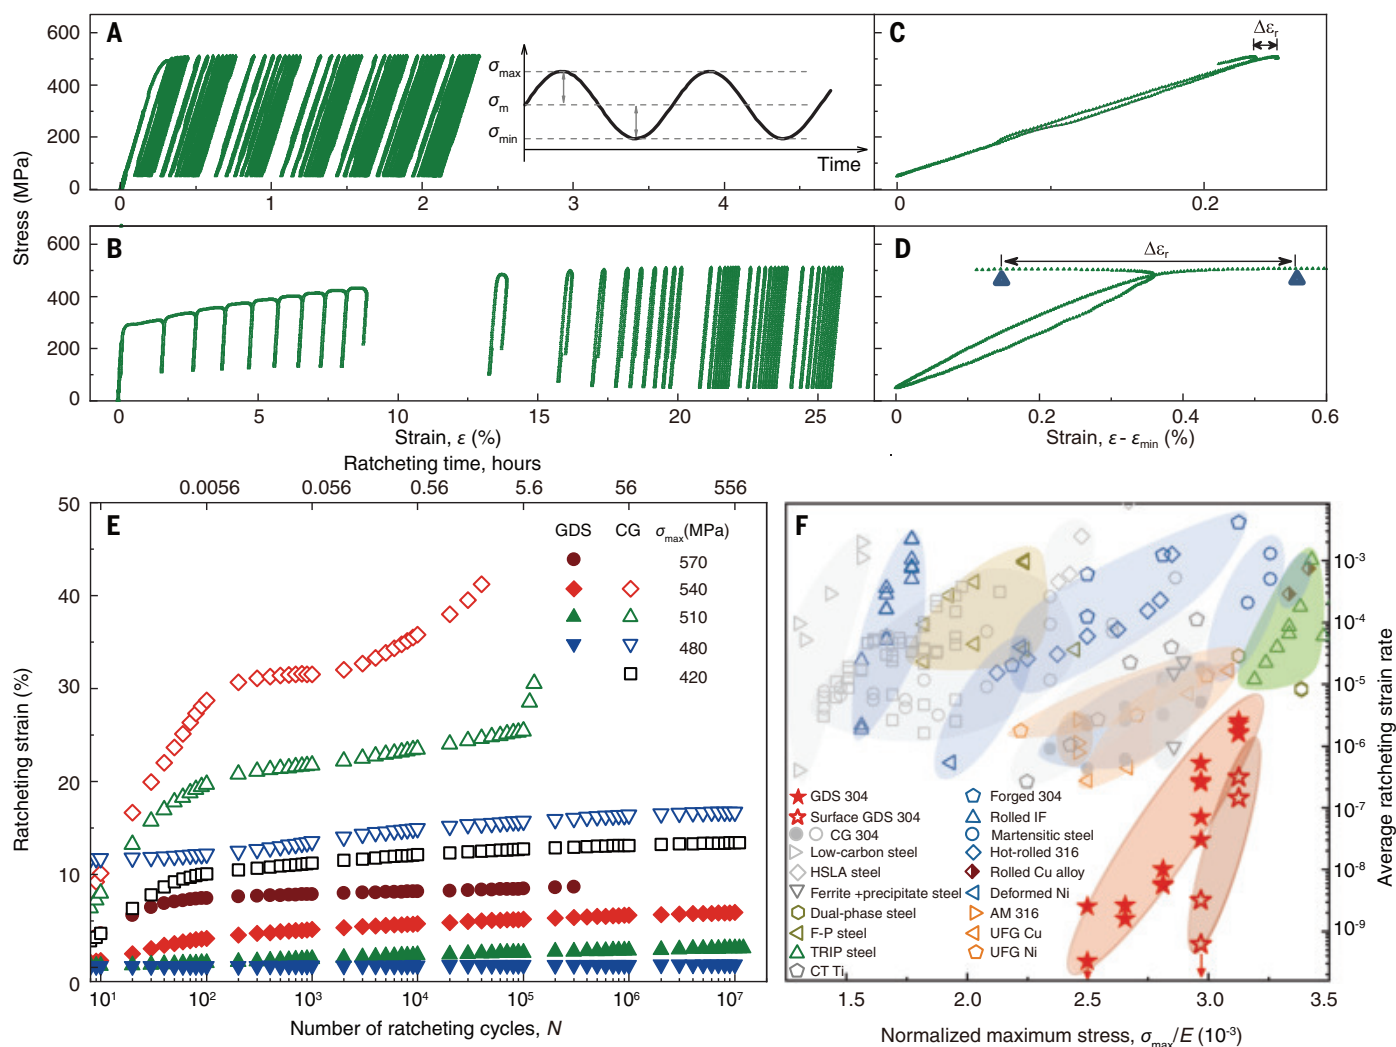 A
C
Δεr
600
400
200
0
Stress (MPa)
σmax
σm
σmin
Time
0
1
2
3
4
0
0.2
B
D
Δεr
600
400
200
0
0
5
10
15
20
25
0
0.2
0.4
0.6
Strain, ε (%)
Strain, ε - εmin (%)
Ratcheting time, hours
0.0056
0.056
0.56
5.6
56
556
E
GDS CG σmax(MPa)
570
540
510
480
420
50
40
30
20
10
0
Ratcheting strain (%)
10¹
10²
10³
10⁴
10⁵
10⁶
10⁷
Number of ratcheting cycles, N
F
GDS 304
Surface GDS 304
CG 304
Low-carbon steel
HSLA steel
Ferrite +precipitate steel
Dual-phase steel
F-P steel
TRIP steel
CT Ti
Forged 304
Rolled IF
Martensitic steel
Hot-rolled 316
Rolled Cu alloy
Deformed Ni
AM 316
UFG Cu
UFG Ni
10⁻³
10⁻⁴
10⁻⁵
10⁻⁶
10⁻⁷
10⁻⁸
10⁻⁹
Average ratcheting strain rate
1.5
2.0
2.5
3.0
3.5
Normalized maximum stress, σmax/E (10⁻³)